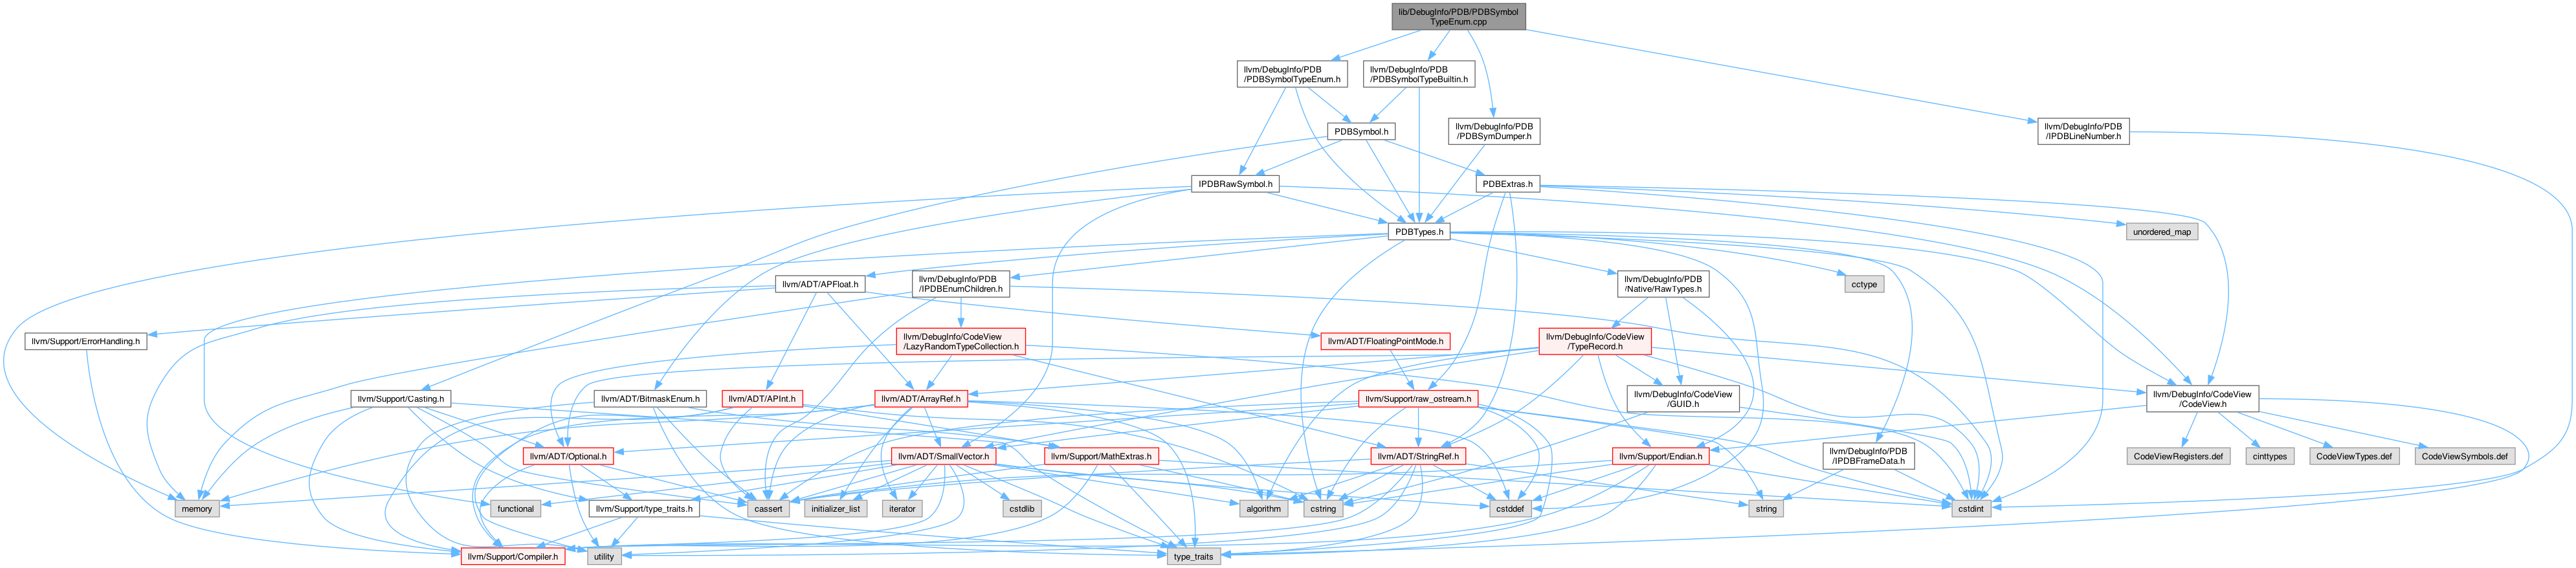 lib/DebugInfo/PDB/PDBSymbol
TypeEnum.cpp
llvm/DebugInfo/PDB
/PDBSymbolTypeEnum.h
llvm/DebugInfo/PDB
/PDBSymbolTypeBuiltin.h
PDBSymbol.h
llvm/DebugInfo/PDB
/PDBSymDumper.h
llvm/DebugInfo/PDB
/IPDBLineNumber.h
IPDBRawSymbol.h
PDBExtras.h
PDBTypes.h
unordered_map
llvm/ADT/APFloat.h
llvm/DebugInfo/PDB
/IPDBEnumChildren.h
llvm/DebugInfo/PDB
/Native/RawTypes.h
cctype
llvm/Support/ErrorHandling.h
llvm/DebugInfo/CodeView
/LazyRandomTypeCollection.h
llvm/ADT/FloatingPointMode.h
llvm/DebugInfo/CodeView
/TypeRecord.h
llvm/Support/Casting.h
llvm/ADT/BitmaskEnum.h
llvm/ADT/APInt.h
llvm/ADT/ArrayRef.h
llvm/Support/raw_ostream.h
llvm/DebugInfo/CodeView
/GUID.h
llvm/DebugInfo/CodeView
/CodeView.h
llvm/ADT/Optional.h
llvm/ADT/SmallVector.h
llvm/Support/MathExtras.h
llvm/ADT/StringRef.h
llvm/Support/Endian.h
llvm/DebugInfo/PDB
/IPDBFrameData.h
CodeViewRegisters.def
cinttypes
CodeViewTypes.def
CodeViewSymbols.def
memory
functional
llvm/Support/type_traits.h
cassert
initializer_list
iterator
cstdlib
algorithm
cstring
cstddef
string
cstdint
llvm/Support/Compiler.h
utility
type_traits